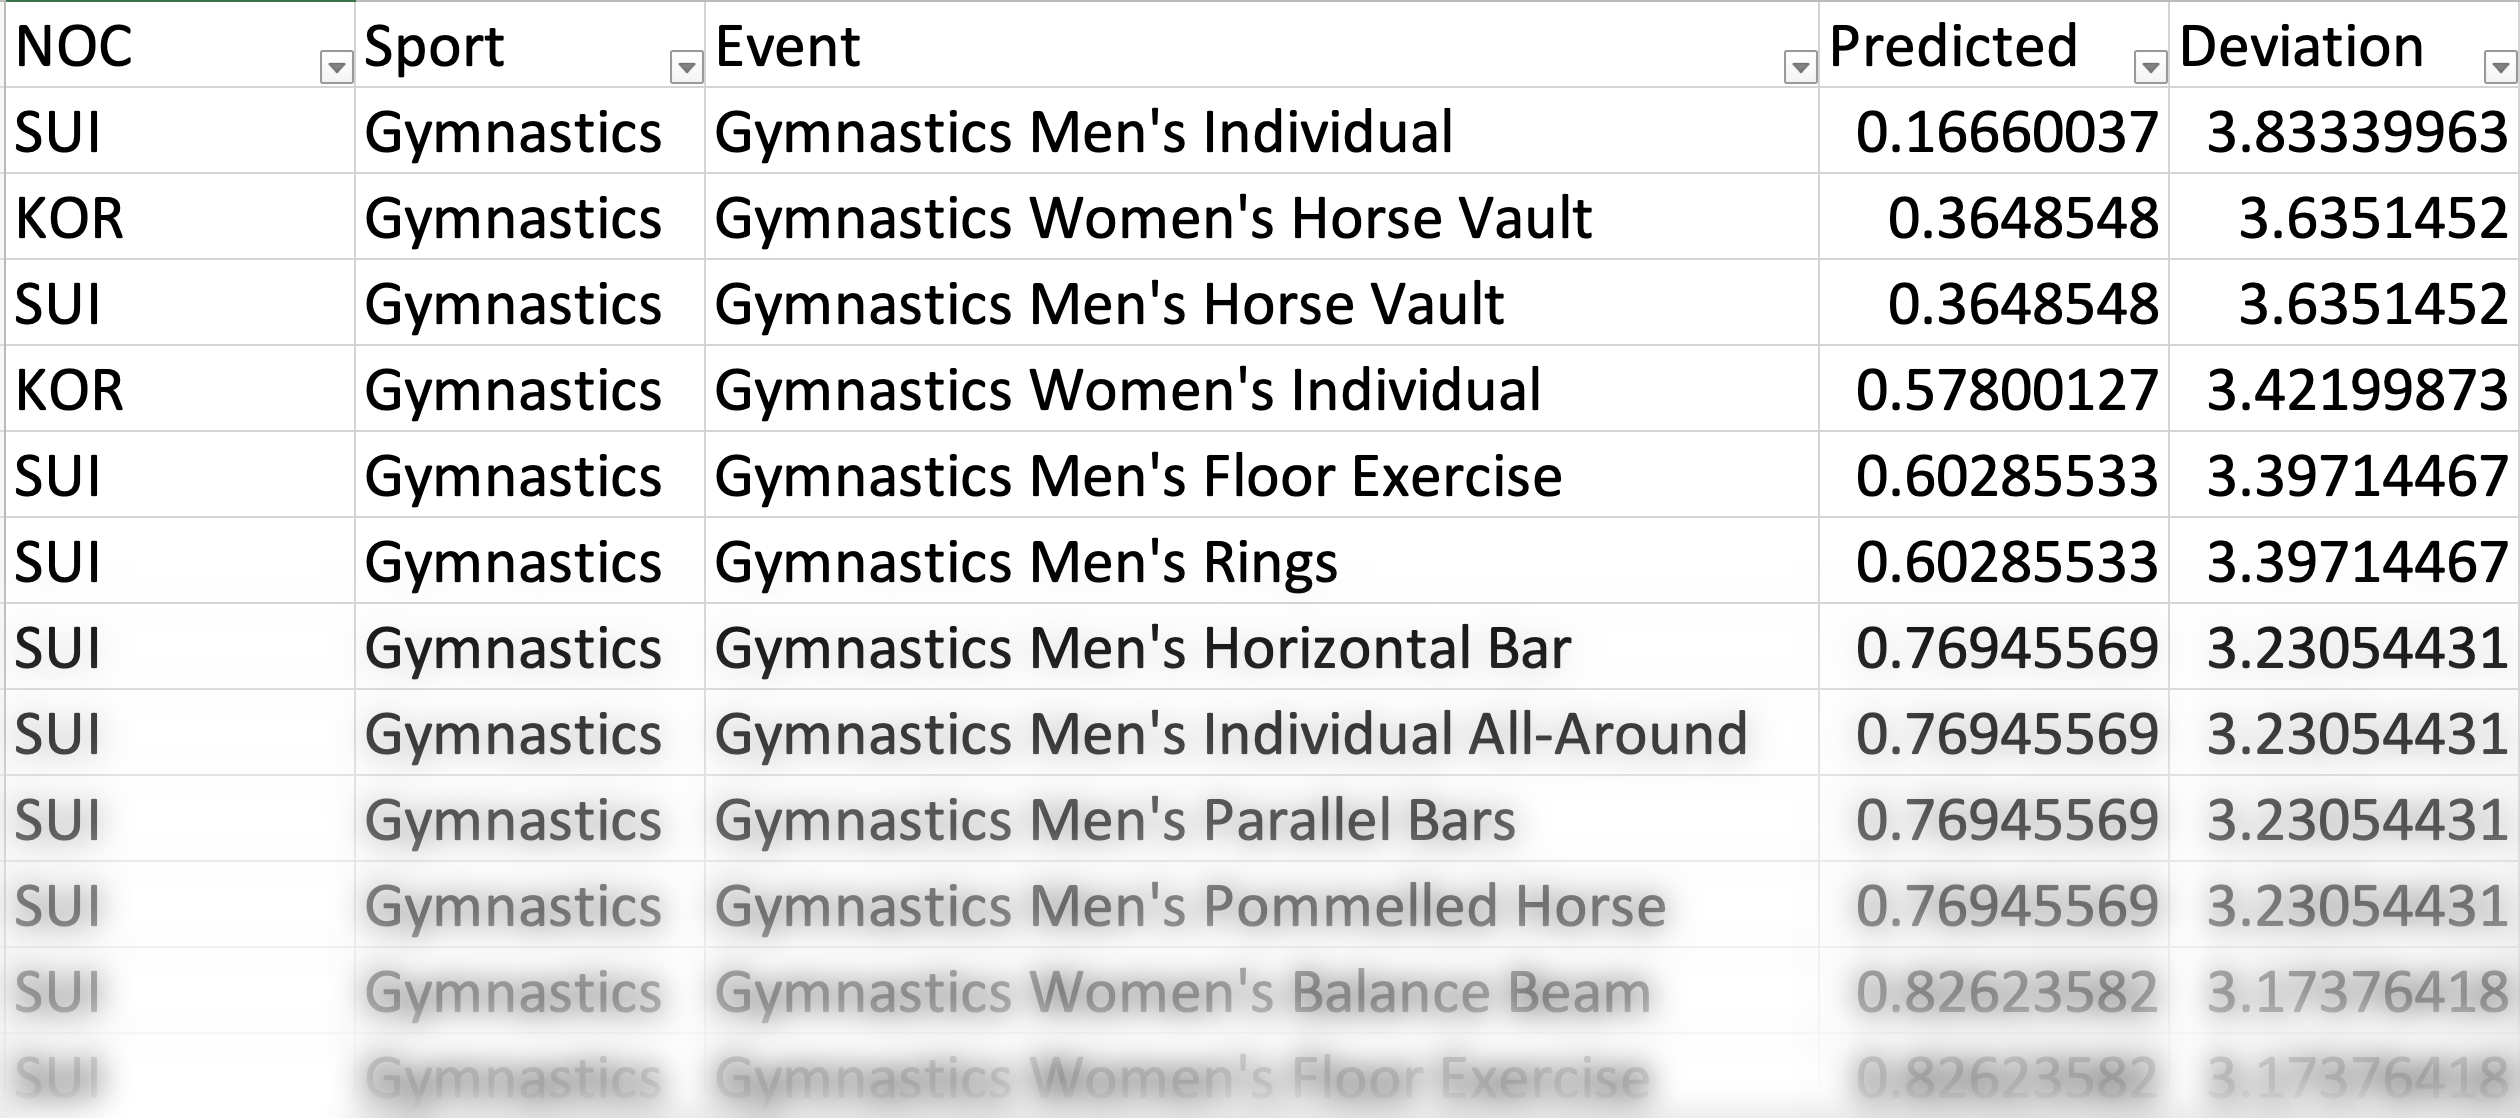 NOC Sport Event Predicted Deviation
SUI Gymnastics Gymnastics Men's Individual 0.16660037 3.83339963
KOR Gymnastics Gymnastics Women's Horse Vault 0.3648548 3.6351452
SUI Gymnastics Gymnastics Men's Horse Vault 0.3648548 3.6351452
KOR Gymnastics Gymnastics Women's Individual 0.57800127 3.42199873
SUI Gymnastics Gymnastics Men's Floor Exercise 0.60285533 3.39714467
SUI Gymnastics Gymnastics Men's Rings 0.60285533 3.39714467
SUI Gymnastics Gymnastics Men's Horizontal Bar 0.76945569 3.23054431
SUI Gymnastics Gymnastics Men's Individual All-Around 0.76945569 3.23054431
SUI Gymnastics Gymnastics Men's Parallel Bars 0.76945569 3.23054431
SUI Gymnastics Gymnastics Men's Pommelled Horse 0.76945569 3.23054431
SUI Gymnastics Gymnastics Women's Balance Beam 0.82623582 3.17376418
SUI Gymnastics Gymnastics Women's Floor Exercise 0.82623582 3.17376418